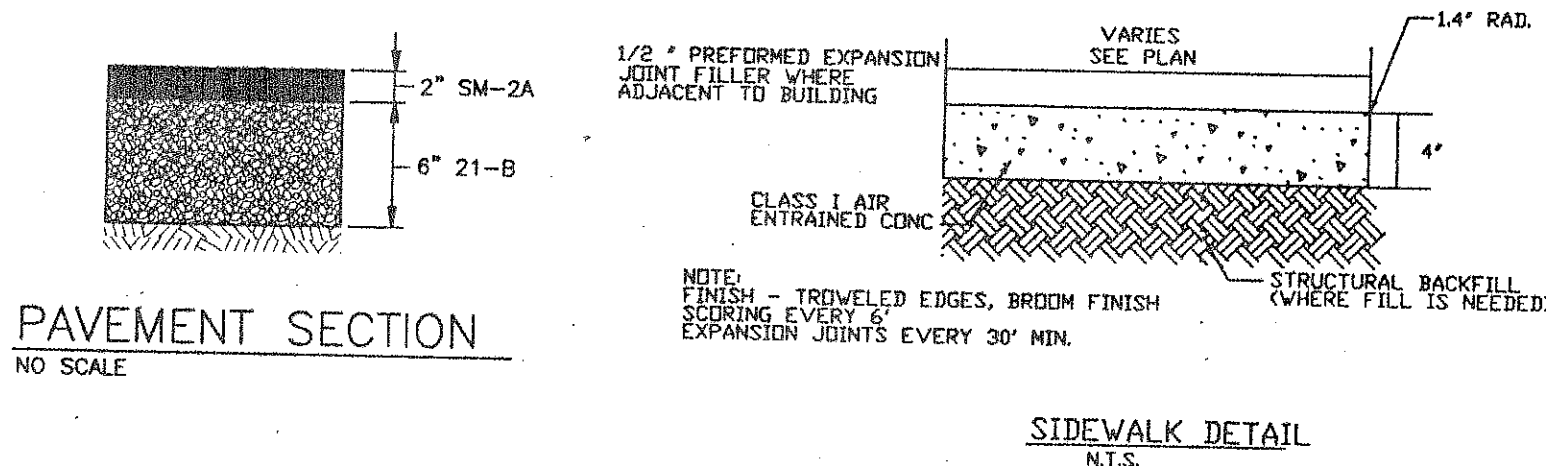 2" SM-2A
6" 21-B
PAVEMENT SECTION
NO SCALE
1/2 " PREFORMED EXPANSION
JOINT FILLER WHERE
ADJACENT TO BUILDING
VARIES
SEE PLAN
1.4" RAD.
4"
CLASS I AIR
ENTRAINED CONC
STRUCTURAL BACKFILL
(WHERE FILL IS NEEDED)
NOTE:
FINISH - TROWELED EDGES, BROOM FINISH
SCORING EVERY 6'
EXPANSION JOINTS EVERY 30' MIN.
SIDEWALK DETAIL
N.T.S.